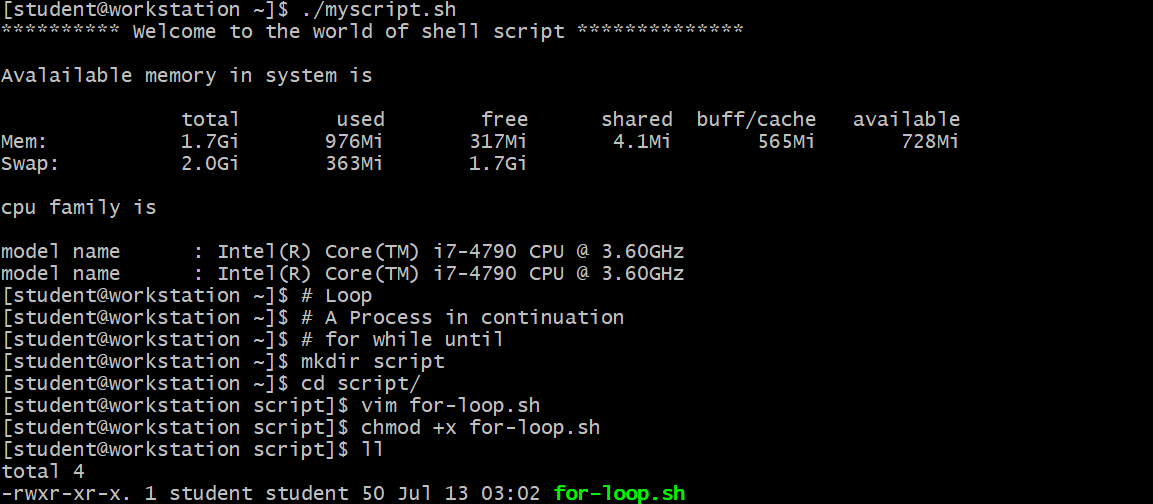 [student@workstation ~]$ ./myscript.sh
********** Welcome to the world of shell script **************
Avalailable memory in system is
total used free shared buff/cache available
Mem: 1.7Gi 976Mi 317Mi 4.1Mi 565Mi 728Mi
Swap: 2.0Gi 363Mi 1.7Gi
cpu family is
model name : Intel(R) Core(TM) i7-4790 CPU @ 3.60GHz
model name : Intel(R) Core(TM) i7-4790 CPU @ 3.60GHz
[student@workstation ~]$ # Loop
[student@workstation ~]$ # A Process in continuation
[student@workstation ~]$ # for while until
[student@workstation ~]$ mkdir script
[student@workstation ~]$ cd script/
[student@workstation script]$ vim for-loop.sh
[student@workstation script]$ chmod +x for-loop.sh
[student@workstation script]$ ll
total 4
-rwxr-xr-x. 1 student student 50 Jul 13 03:02 for-loop.sh